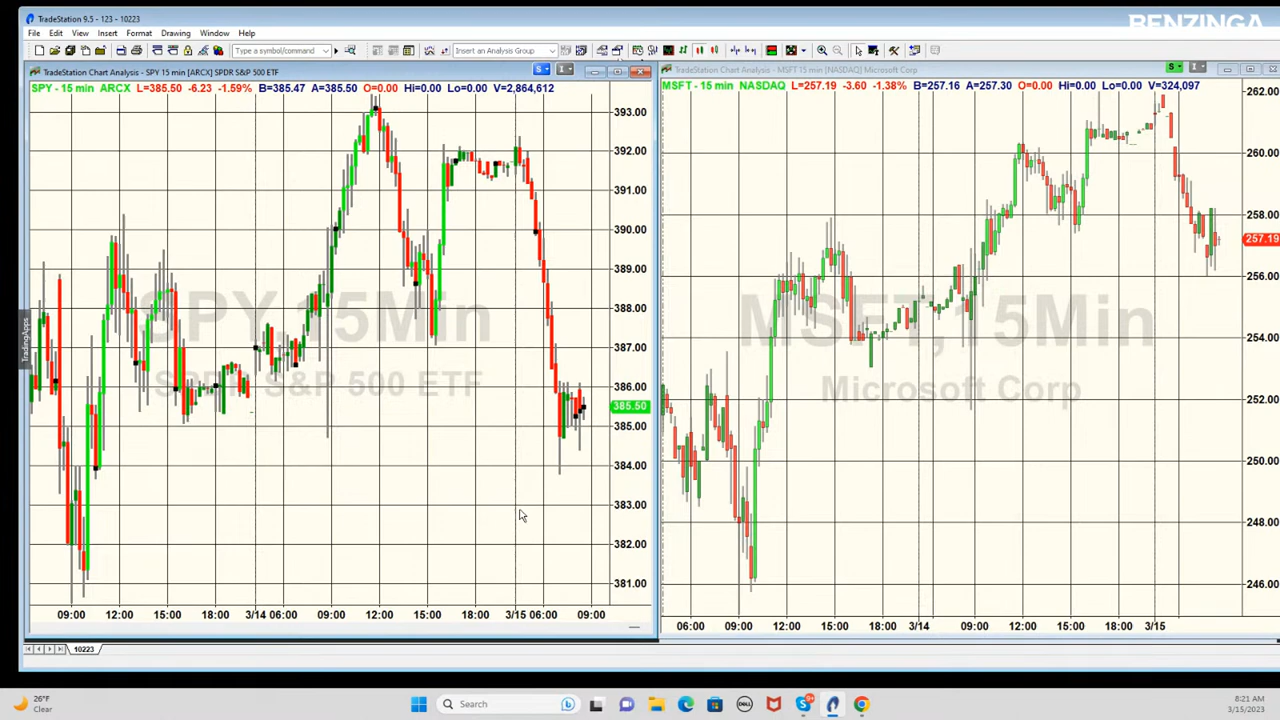 TradeStation 9.5 - 123 - 10223
BENZINGA
File Edit View Insert Format Drawing Window Help
Type a symbol/command
Insert an Analysis Group
TradeStation Chart Analysis - SPY 15 min [ARCX] SPDR S&P 500 ETF
S
I
SPY - 15 min ARCX L=385.50 -6.23 -1.59% B=385.47 A=385.50 O=0.00 Hi=0.00 Lo=0.00 V=2,864,612
393.00
392.00
391.00
390.00
389.00
388.00
387.00
386.00
385.50
385.00
384.00
383.00
382.00
381.00
SPY,15Min
SPDR S&P 500 ETF
09:00 12:00 15:00 18:00 3/14 06:00 09:00 12:00 15:00 18:00 3/15 06:00 09:00
TradingApps
10223
TradeStation Chart Analysis - MSFT 15 min [NASDAQ] Microsoft Corp
S
I
MSFT - 15 min NASDAQ L=257.19 -3.60 -1.38% B=257.16 A=257.30 O=0.00 Hi=0.00 Lo=0.00 V=324,097
262.00
260.00
258.00
257.19
256.00
254.00
252.00
250.00
248.00
246.00
MSFT,15Min
Microsoft Corp
06:00 09:00 12:00 15:00 18:00 3/14 09:00 12:00 15:00 18:00 3/15
26°F
Clear
Search
DELL
8:21 AM
3/15/2023